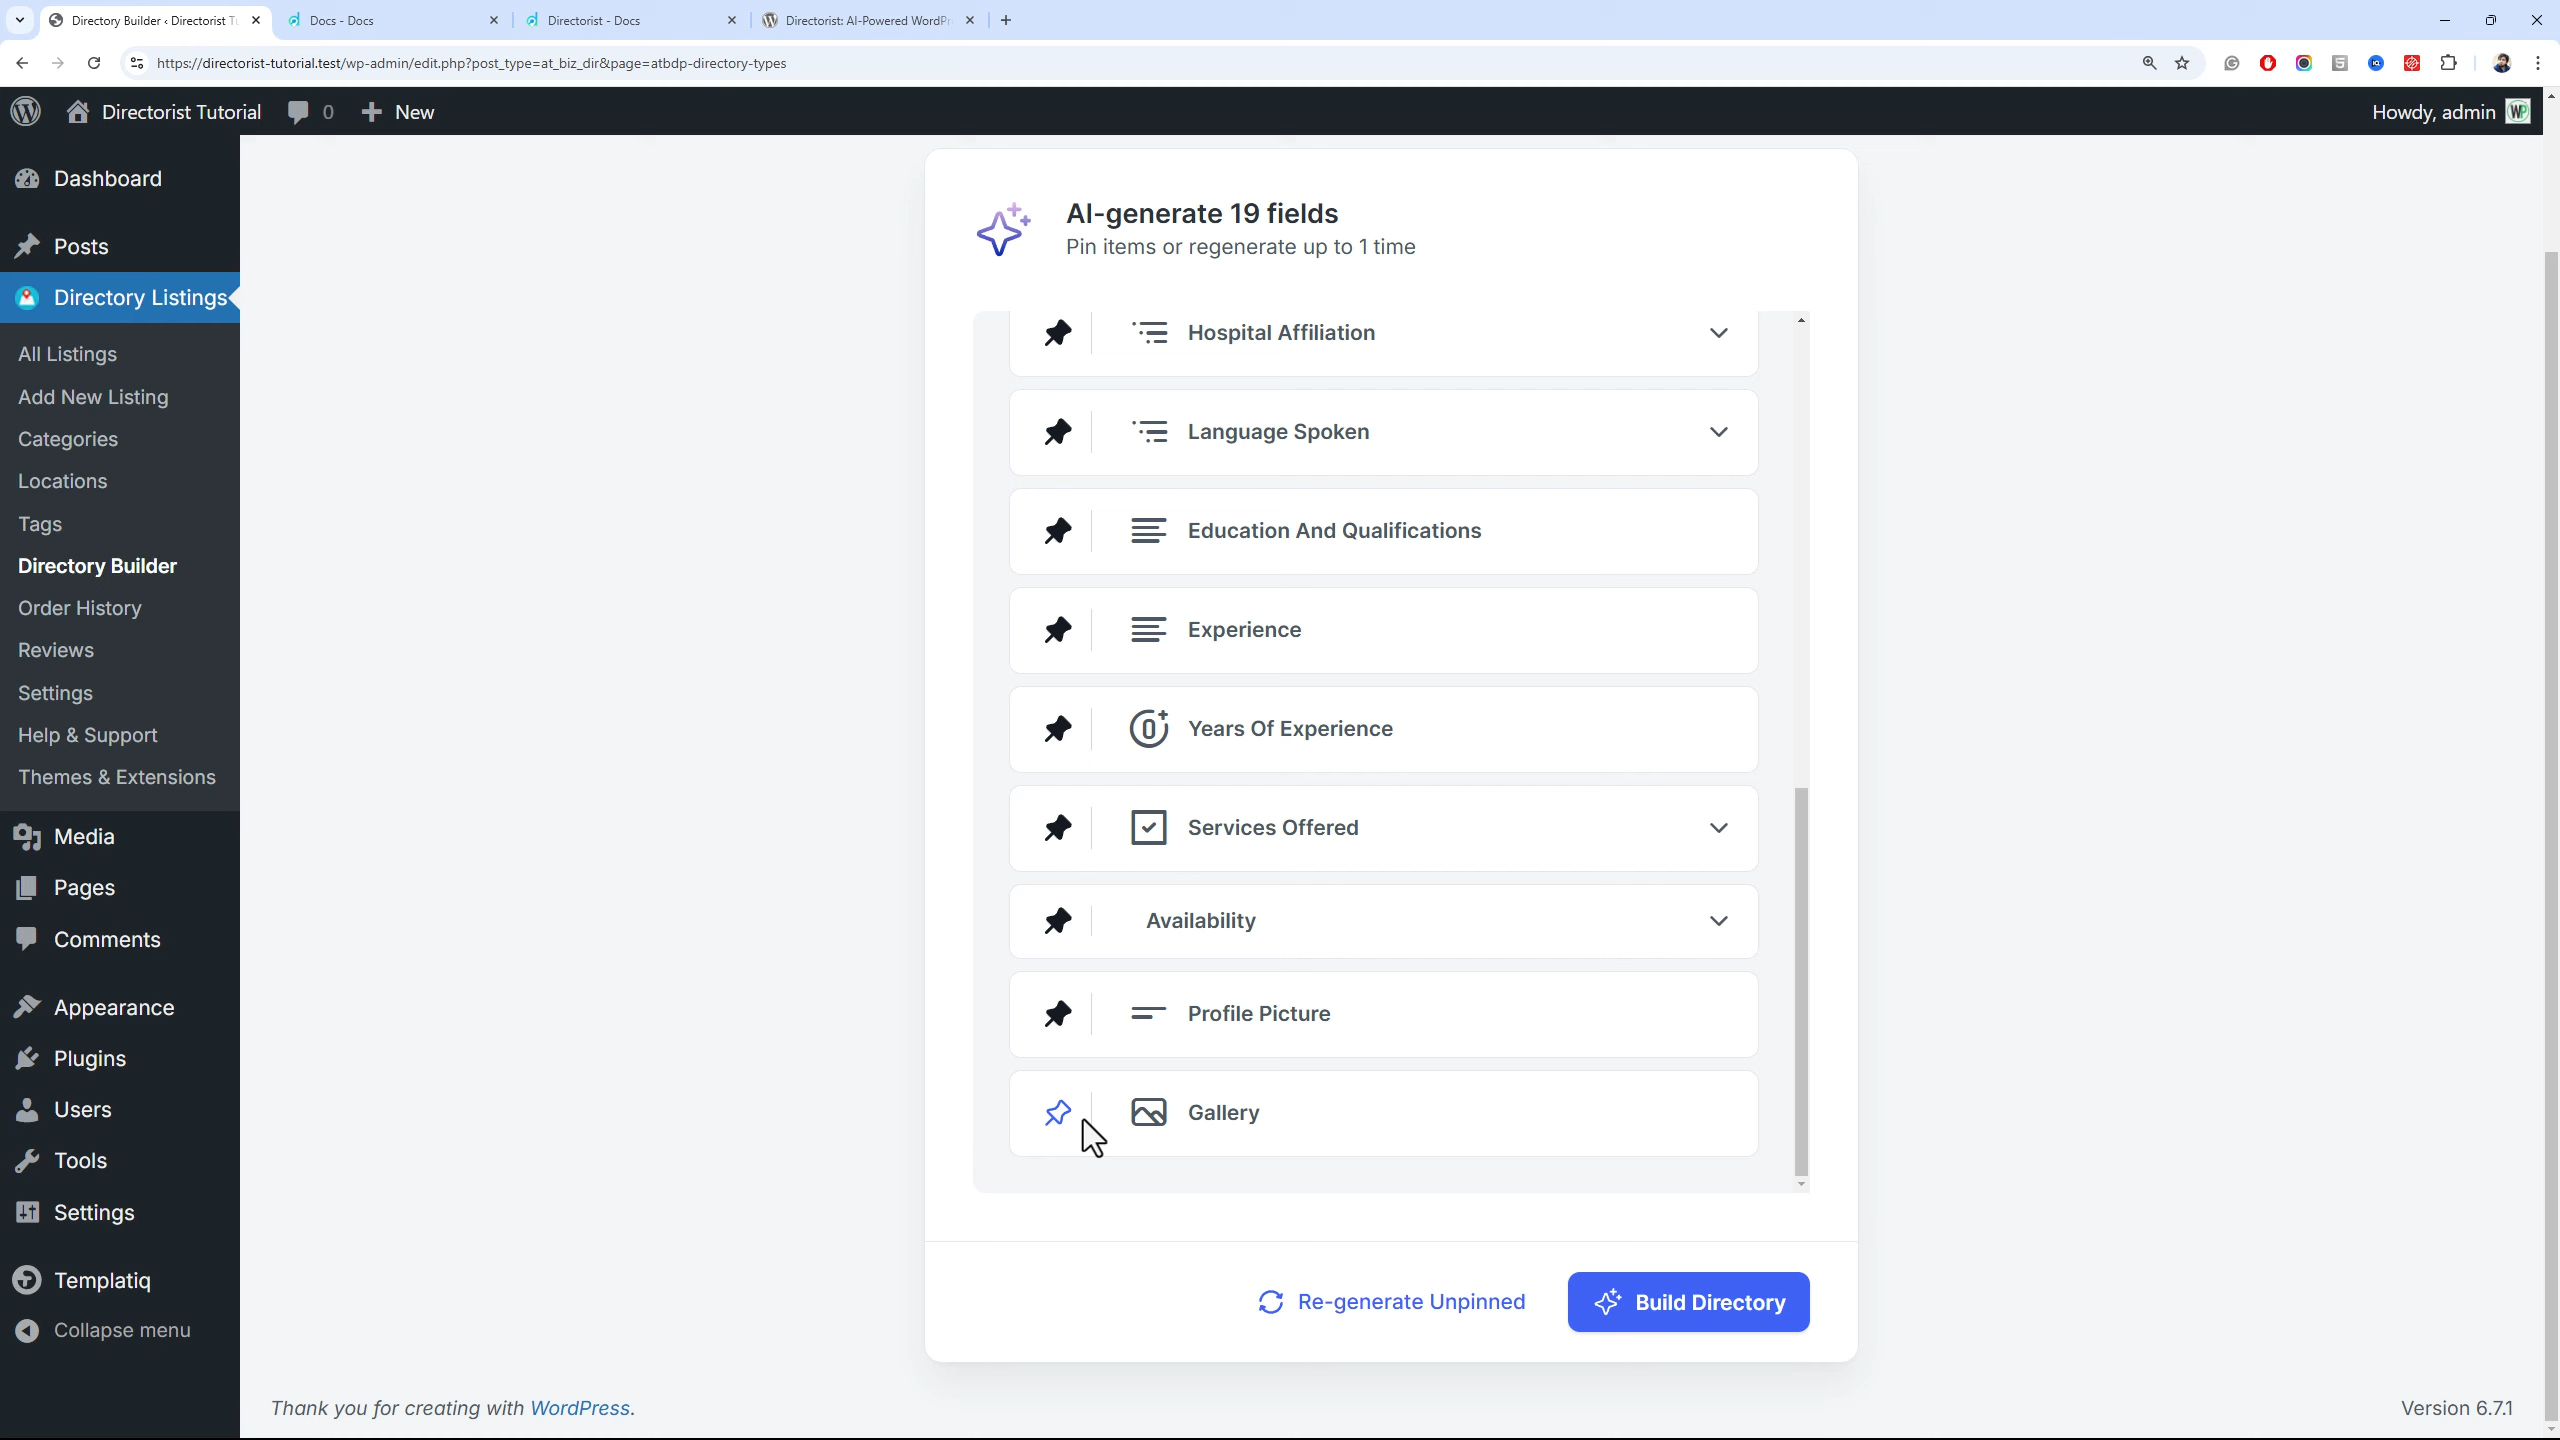 Directory Builder ‹ Directorist Tu
Docs - Docs
Directorist - Docs
Directorist: AI-Powered WordPr
https://directorist-tutorial.test/wp-admin/edit.php?post_type=at_biz_dir&page=atbdp-directory-types
Directorist Tutorial
0
New
Howdy, admin
Dashboard
Posts
Directory Listings
All Listings
Add New Listing
Categories
Locations
Tags
Directory Builder
Order History
Reviews
Settings
Help & Support
Themes & Extensions
Media
Pages
Comments
Appearance
Plugins
Users
Tools
Settings
Templatiq
Collapse menu
AI-generate 19 fields
Pin items or regenerate up to 1 time
Hospital Affiliation
Language Spoken
Education And Qualifications
Experience
Years Of Experience
Services Offered
Availability
Profile Picture
Gallery
Re-generate Unpinned
Build Directory
Thank you for creating with WordPress.
Version 6.7.1